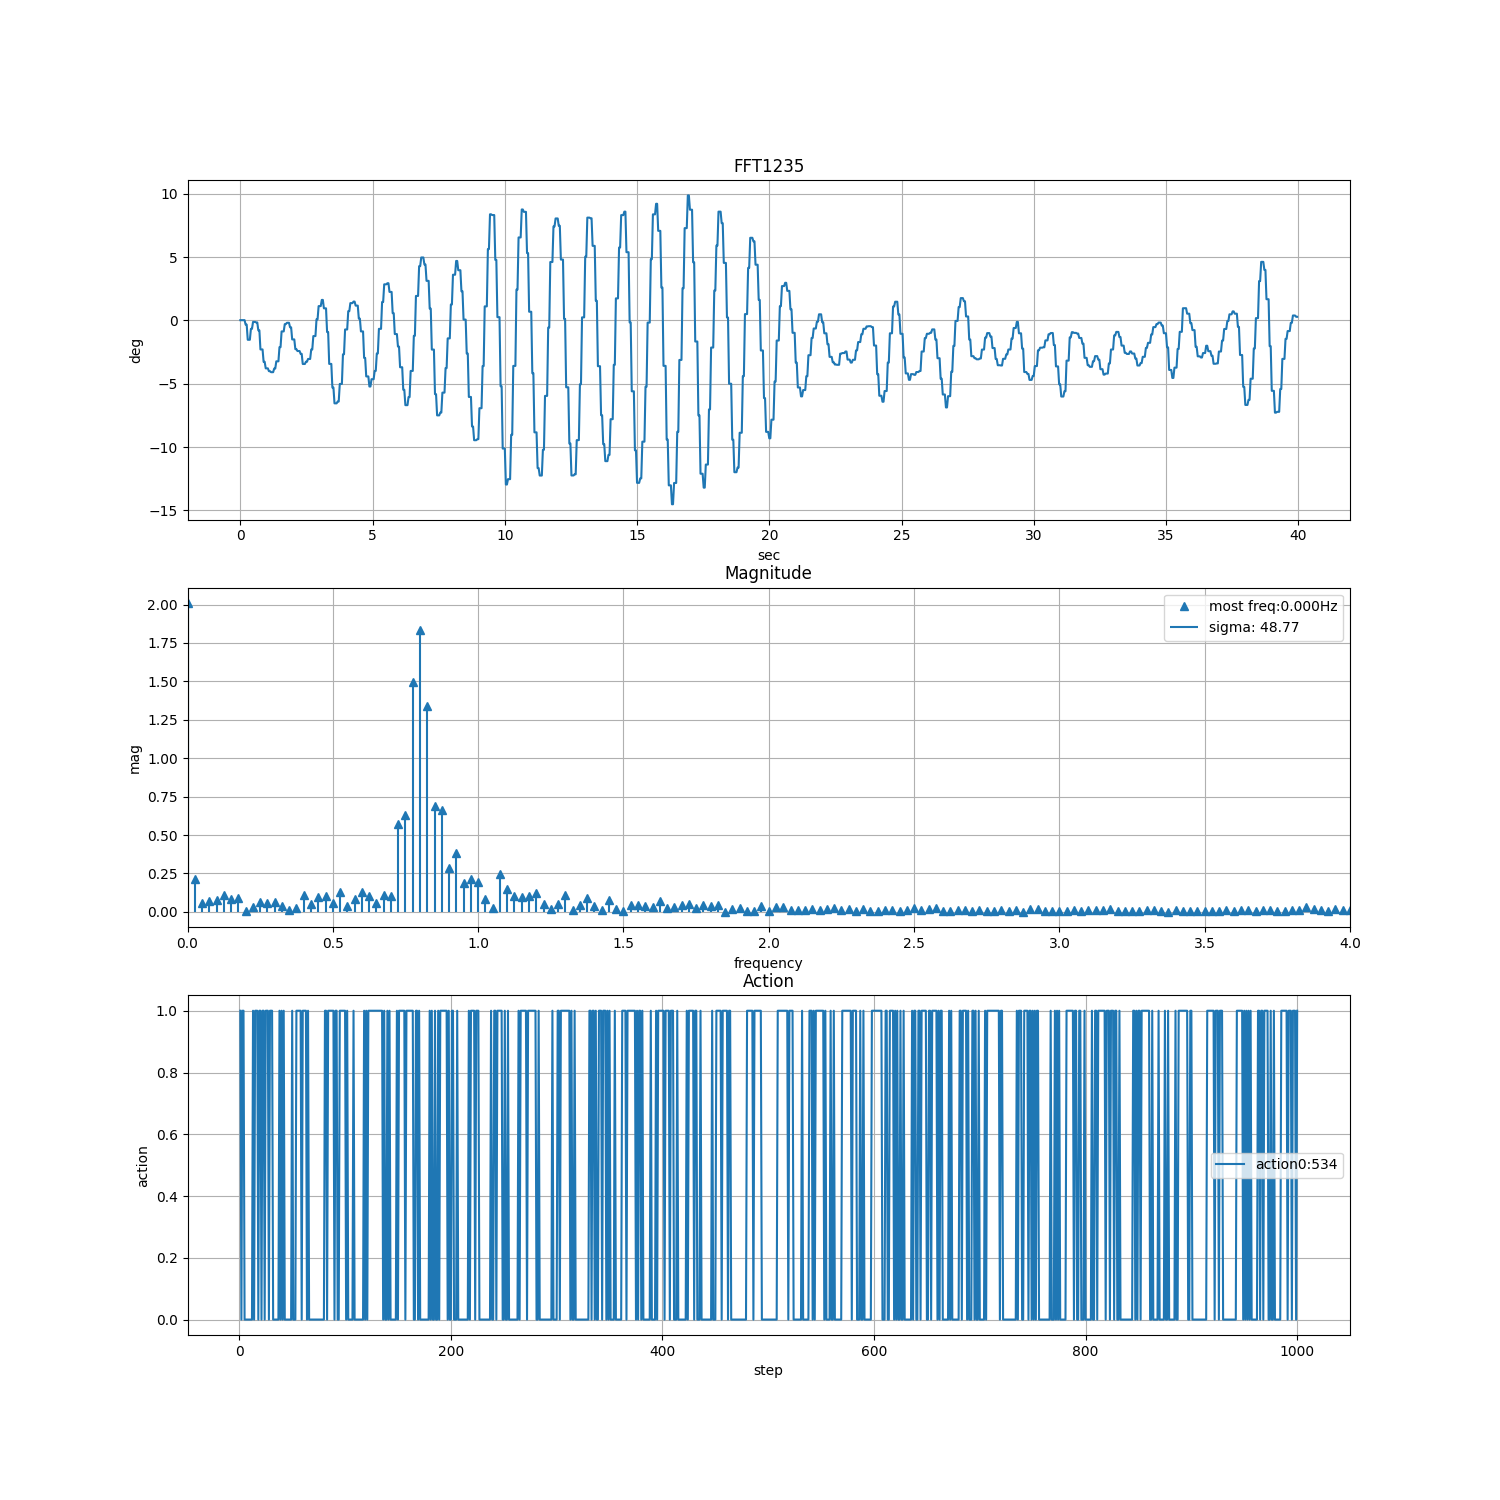 FFT1235
10
5
0
−5
−10
−15
deg
0 5 10 15 20 25 30 35 40
sec
Magnitude
most freq:0.000Hz
sigma: 48.77
2.00
1.75
1.50
1.25
1.00
0.75
0.50
0.25
0.00
mag
0.0 0.5 1.0 1.5 2.0 2.5 3.0 3.5 4.0
frequency
Action
1.0
0.8
0.6
0.4
0.2
0.0
action
action0:534
0 200 400 600 800 1000
step